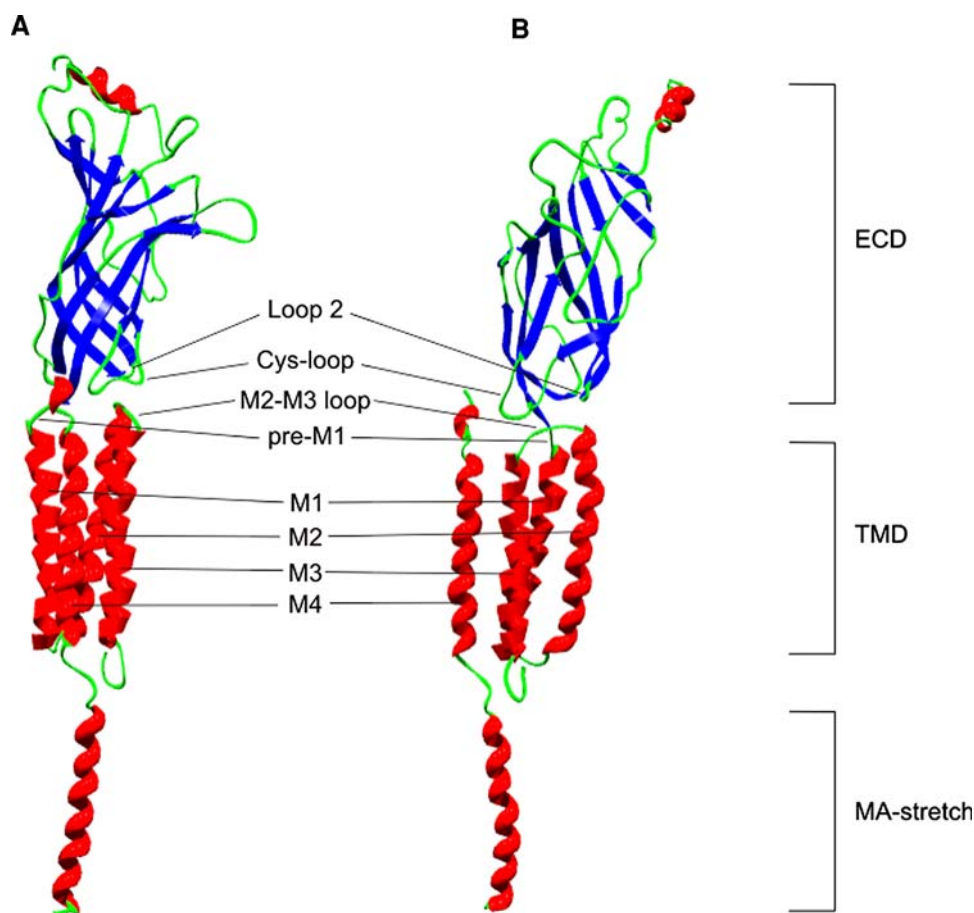 A
B
ECD
Loop 2
Cys-loop
M2-M3 loop
pre-M1
M1
M2
TMD
M3
M4
MA-stretch